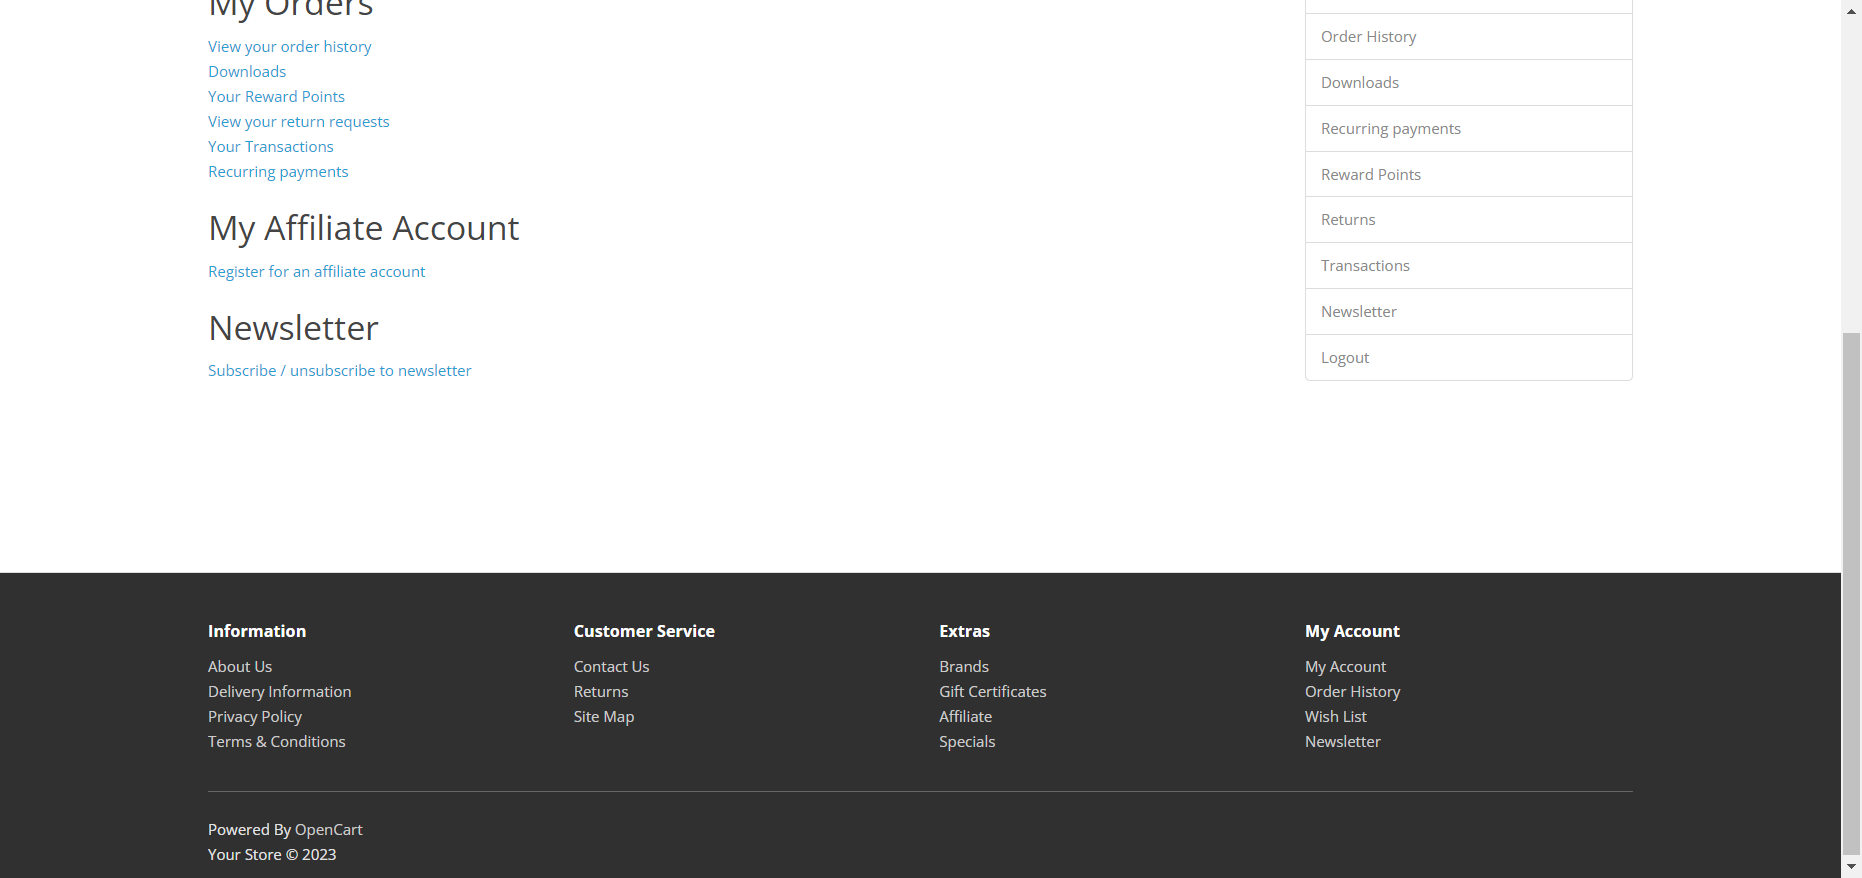 My Orders
View your order history
Downloads
Your Reward Points
View your return requests
Your Transactions
Recurring payments
My Affiliate Account
Register for an affiliate account
Newsletter
Subscribe / unsubscribe to newsletter
Order History
Downloads
Recurring payments
Reward Points
Returns
Transactions
Newsletter
Logout
Information
About Us
Delivery Information
Privacy Policy
Terms & Conditions
Customer Service
Contact Us
Returns
Site Map
Extras
Brands
Gift Certificates
Affiliate
Specials
My Account
My Account
Order History
Wish List
Newsletter
Powered By OpenCart
Your Store © 2023